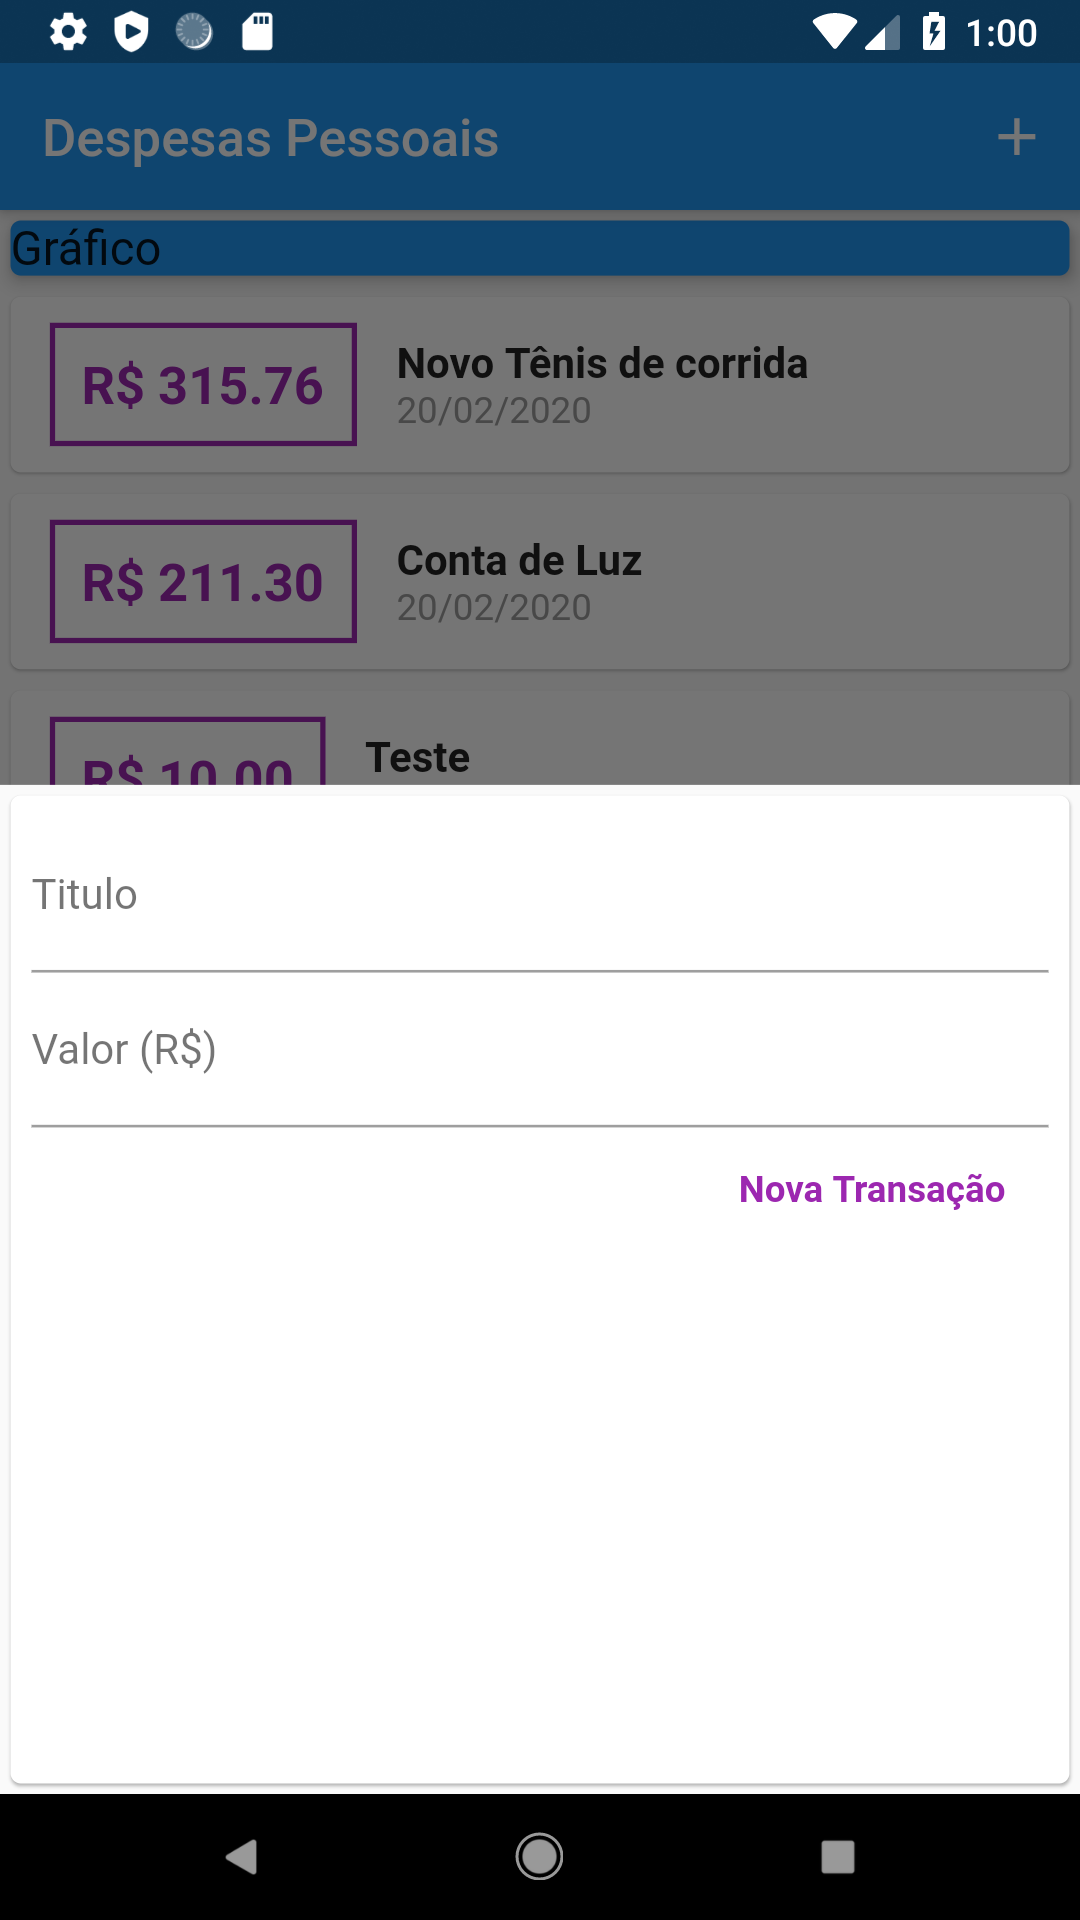 1:00
Despesas Pessoais
Gráfico
R$ 315.76
Novo Tênis de corrida
20/02/2020
R$ 211.30
Conta de Luz
20/02/2020
R$ 10.00
Teste
Titulo
Valor (R$)
Nova Transação